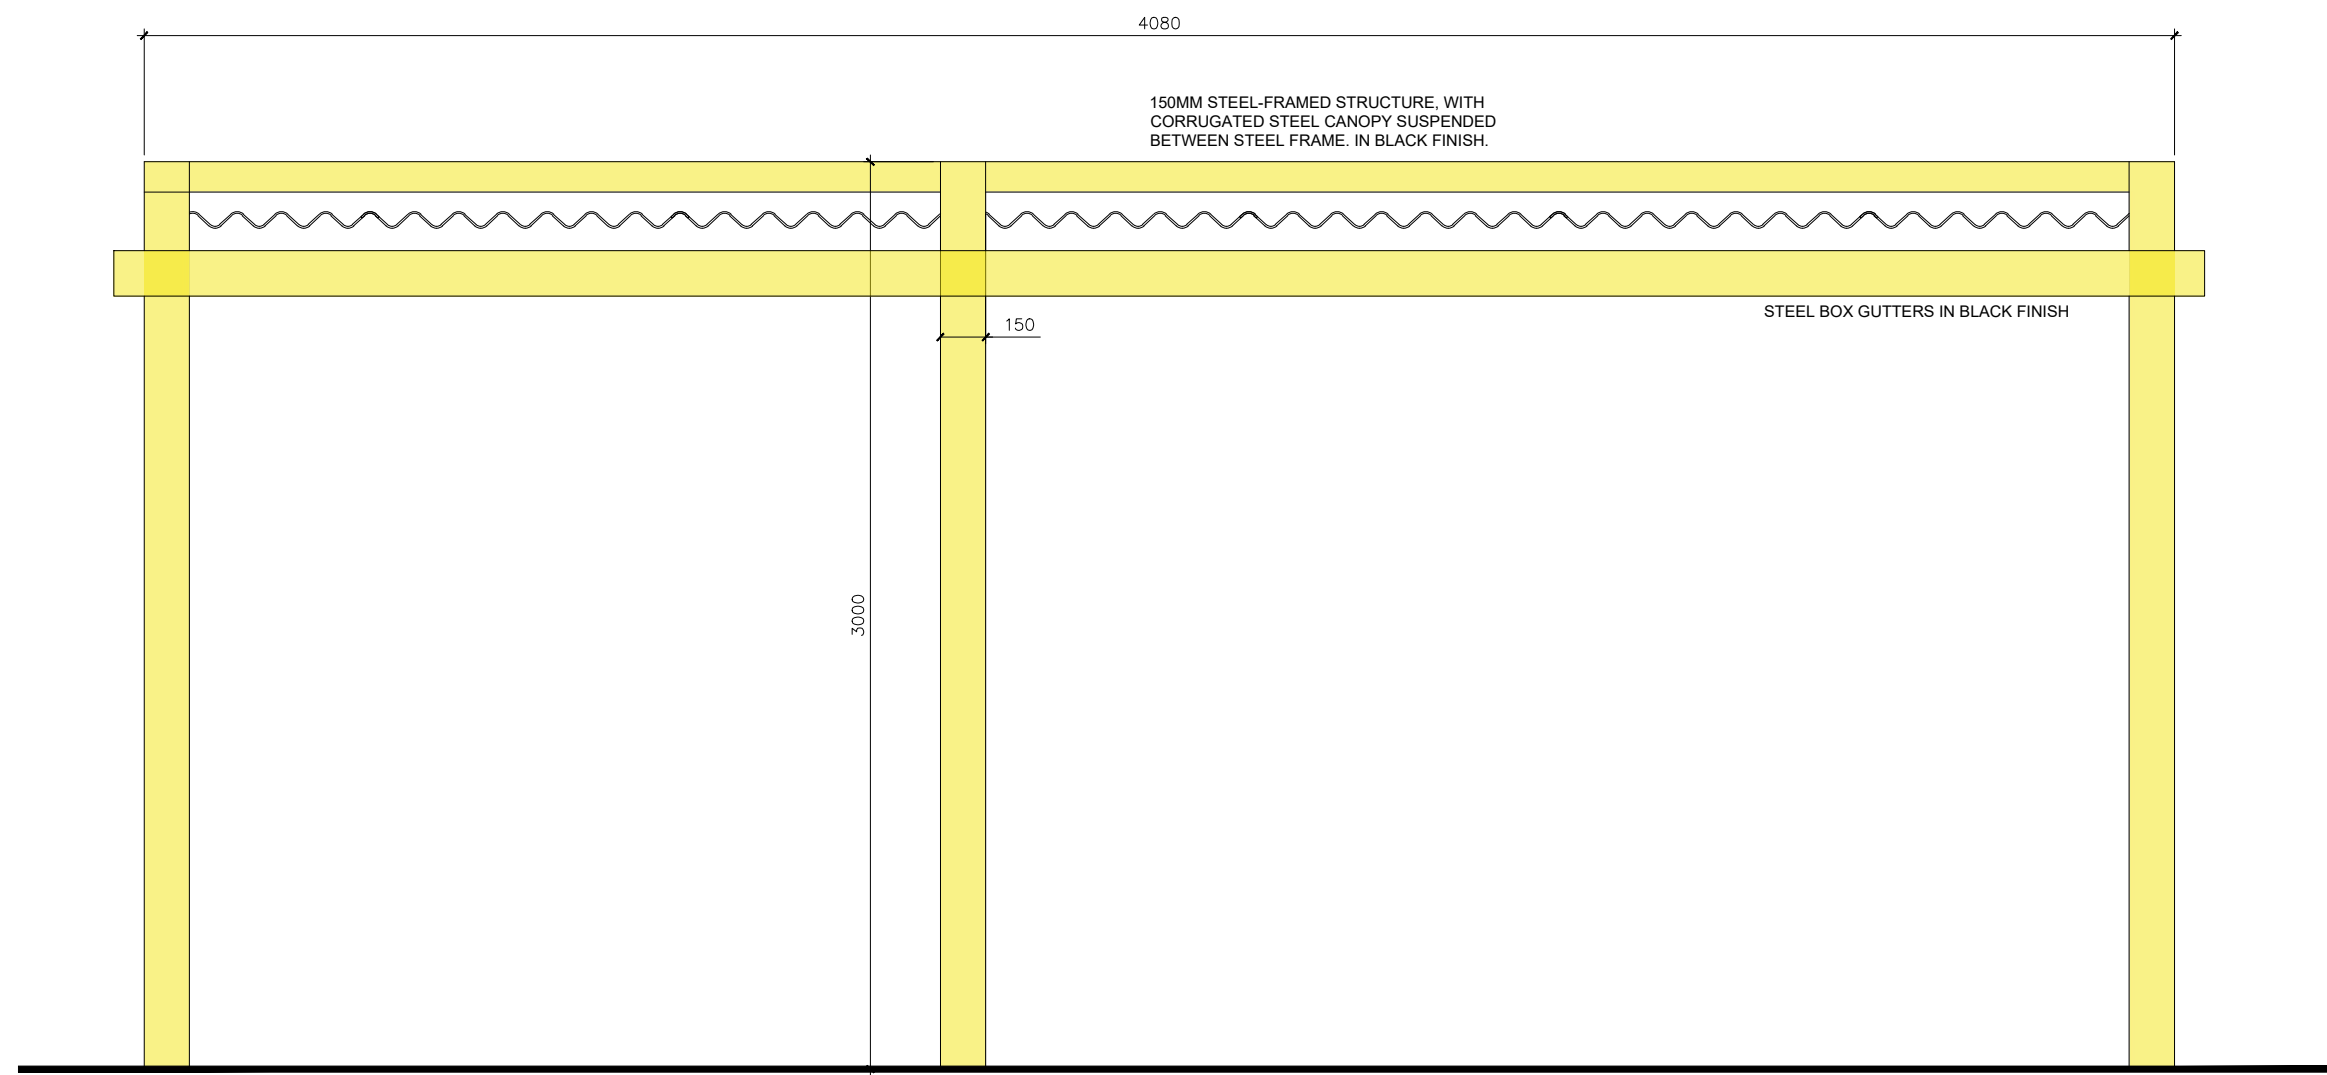 4080
150MM STEEL-FRAMED STRUCTURE, WITH
CORRUGATED STEEL CANOPY SUSPENDED
BETWEEN STEEL FRAME. IN BLACK FINISH.
STEEL BOX GUTTERS IN BLACK FINISH
150
3000